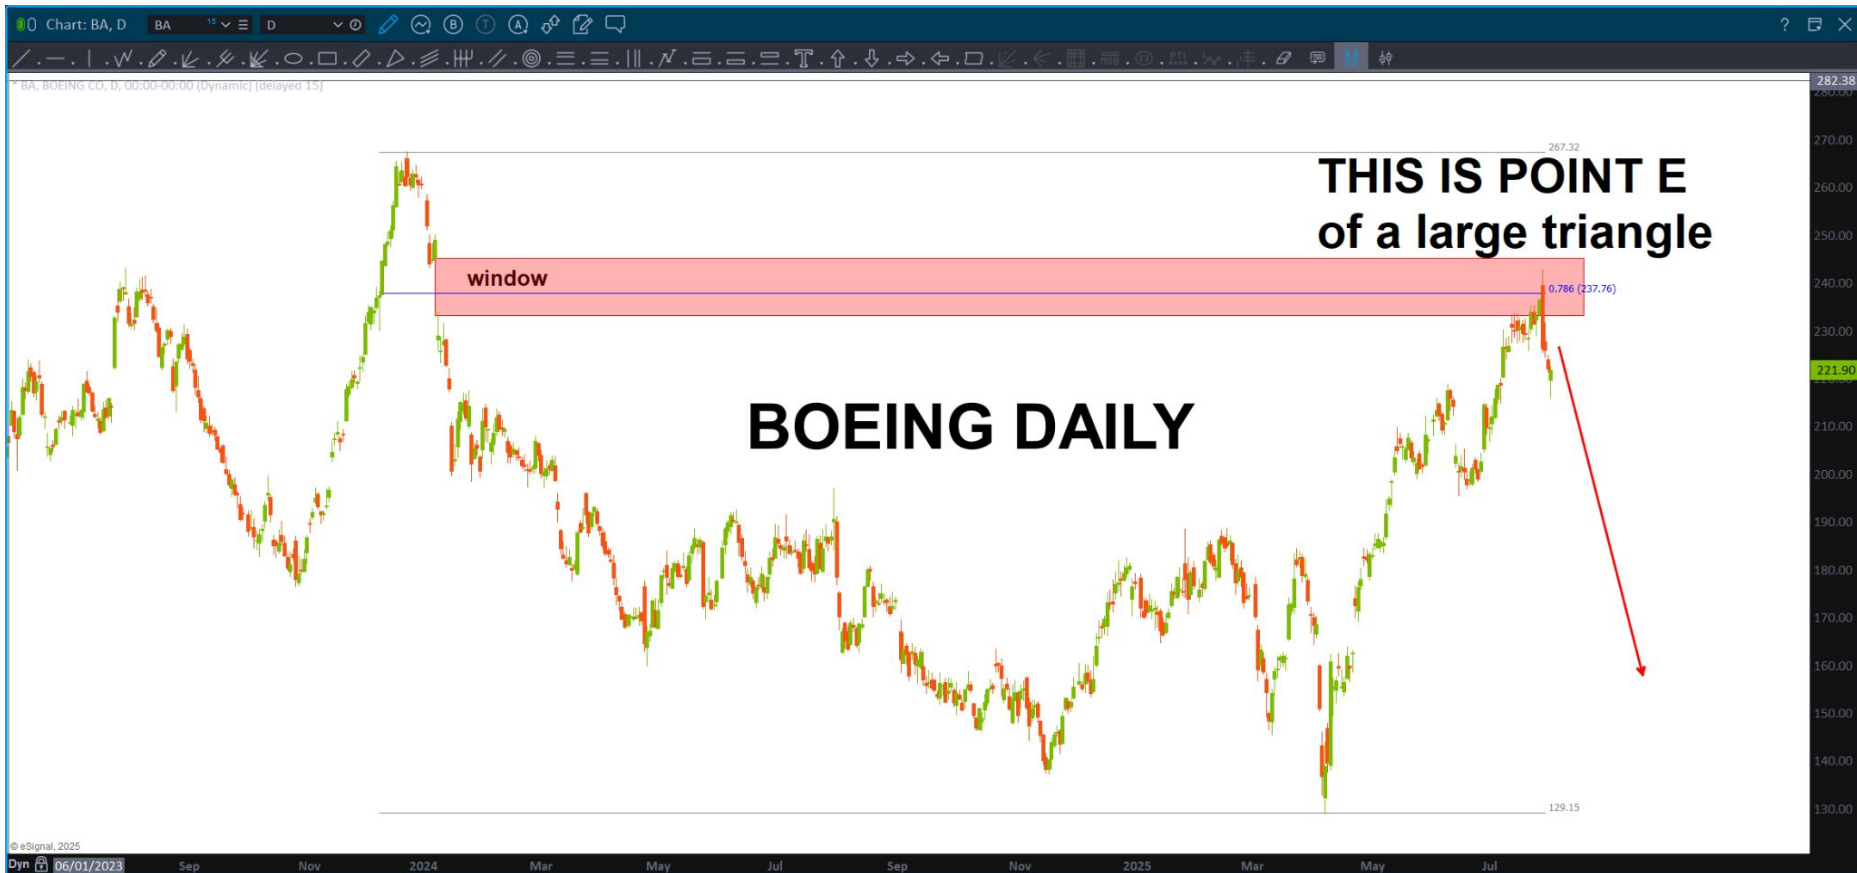 Chart: BA, D
BA
15
D
* BA, BOEING CO, D, 00:00-00:00 (Dynamic) (delayed 15)
282.38
280.00
267.32
270.00
THIS IS POINT E
of a large triangle
260.00
250.00
window
240.00
0.786 (237.76)
230.00
221.90
BOEING DAILY
210.00
200.00
190.00
180.00
170.00
160.00
150.00
140.00
129.15
130.00
© eSignal, 2025
Dyn
06/01/2023
Sep
Nov
2024
Mar
May
Jul
Sep
Nov
2025
Mar
May
Jul